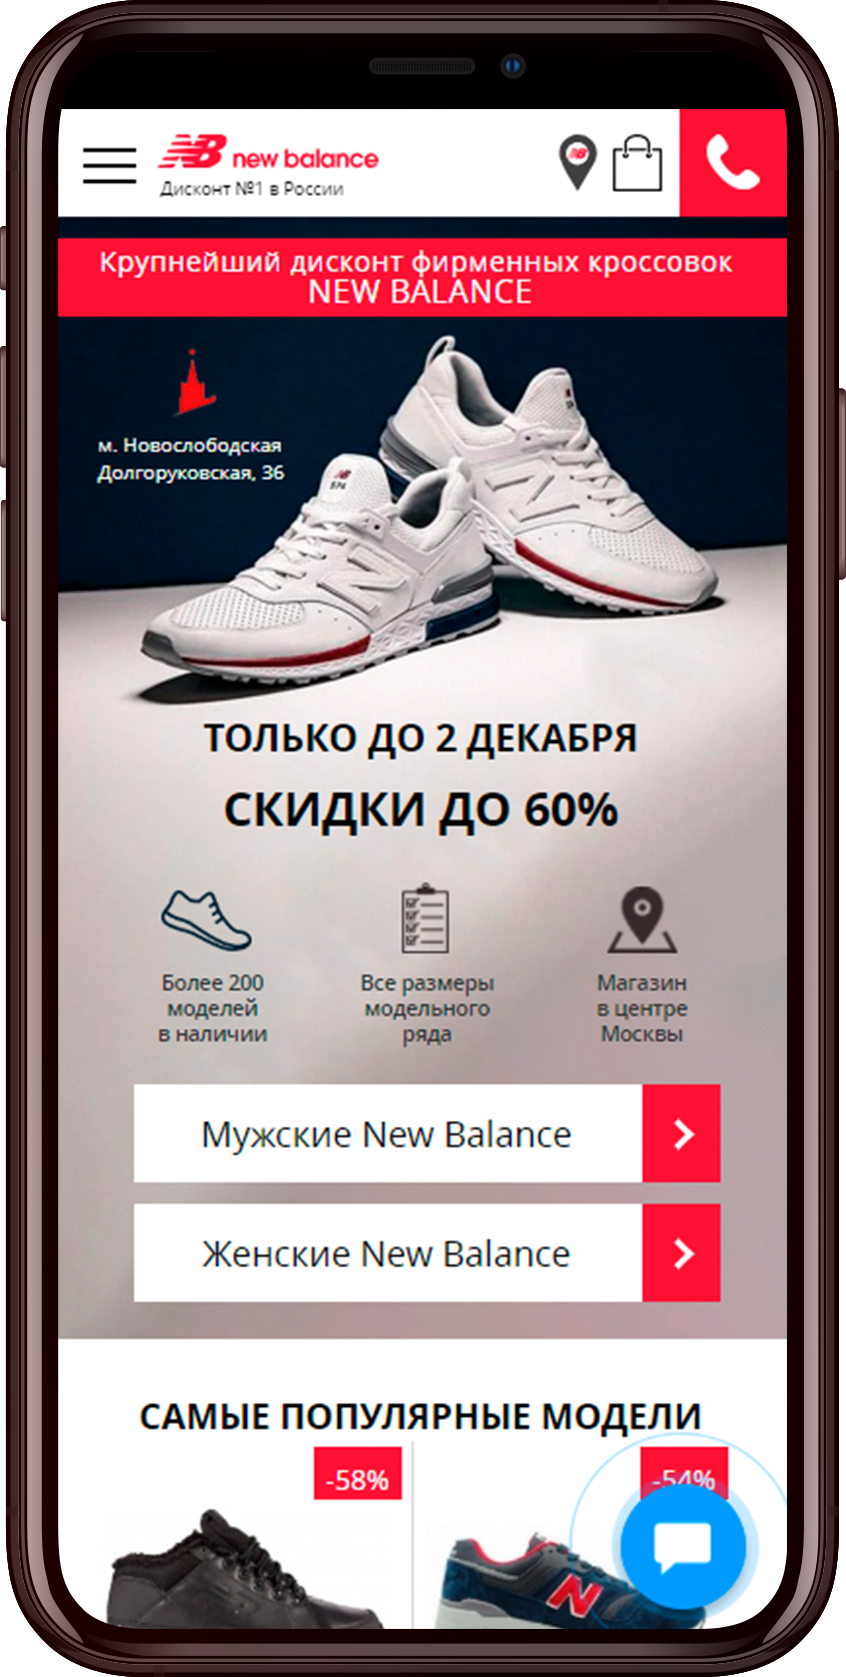 new balance
Дисконт №1 в России
Крупнейший дисконт фирменных кроссовок
NEW BALANCE
м. Новослободская
Долгоруковская, 36
574
ТОЛЬКО ДО 2 ДЕКАБРЯ
СКИДКИ ДО 60%
Более 200
моделей
в наличии
Все размеры
модельного
ряда
Магазин
в центре
Москвы
Мужские New Balance
Женские New Balance
САМЫЕ ПОПУЛЯРНЫЕ МОДЕЛИ
-58%
-54%
N